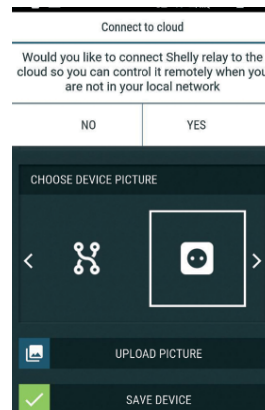 Connect to cloud
Would you like to connect Shelly relay to the
cloud so you can control it remotely when you
are not in your local network
NO
YES
CHOOSE DEVICE PICTURE
UPLOAD PICTURE
SAVE DEVICE